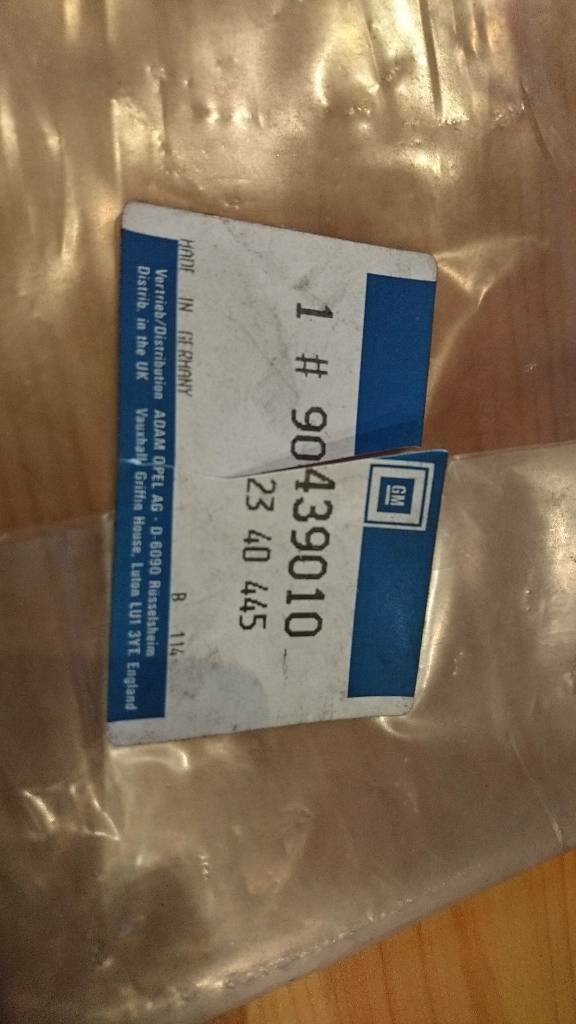 GM
1 # 90439010
23 40 445
MADE IN GERMANY
B 114
Vertrieb/Distribution ADAM OPEL AG · D-6090 Rüsselsheim
Distrib. in the UK Vauxhall Griffin House, Luton LU1 3YT, England